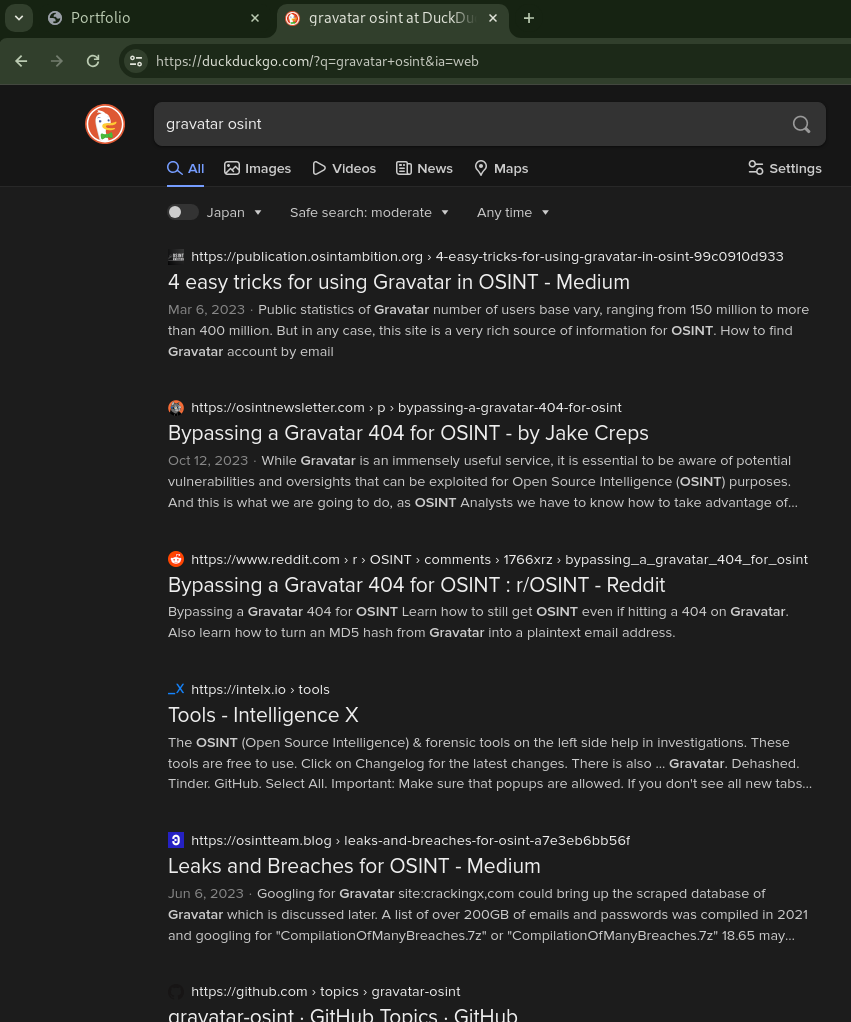 Portfolio
gravatar osint at DuckDu
https://duckduckgo.com/?q=gravatar+osint&ia=web
gravatar osint
All Images Videos News Maps Settings
Japan Safe search: moderate Any time
https://publication.osintambition.org › 4-easy-tricks-for-using-gravatar-in-osint-99c0910d933
4 easy tricks for using Gravatar in OSINT - Medium
Mar 6, 2023 · Public statistics of Gravatar number of users base vary, ranging from 150 million to more
than 400 million. But in any case, this site is a very rich source of information for OSINT. How to find
Gravatar account by email
https://osintnewsletter.com › p › bypassing-a-gravatar-404-for-osint
Bypassing a Gravatar 404 for OSINT - by Jake Creps
Oct 12, 2023 · While Gravatar is an immensely useful service, it is essential to be aware of potential
vulnerabilities and oversights that can be exploited for Open Source Intelligence (OSINT) purposes.
And this is what we are going to do, as OSINT Analysts we have to know how to take advantage of...
https://www.reddit.com › r › OSINT › comments › 1766xrz › bypassing_a_gravatar_404_for_osint
Bypassing a Gravatar 404 for OSINT : r/OSINT - Reddit
Bypassing a Gravatar 404 for OSINT Learn how to still get OSINT even if hitting a 404 on Gravatar.
Also learn how to turn an MD5 hash from Gravatar into a plaintext email address.
_X https://intelx.io › tools
Tools - Intelligence X
The OSINT (Open Source Intelligence) & forensic tools on the left side help in investigations. These
tools are free to use. Click on Changelog for the latest changes. There is also ... Gravatar. Dehashed.
Tinder. GitHub. Select All. Important: Make sure that popups are allowed. If you don't see all new tabs...
https://osintteam.blog › leaks-and-breaches-for-osint-a7e3eb6bb56f
Leaks and Breaches for OSINT - Medium
Jun 6, 2023 · Googling for Gravatar site:crackingx,com could bring up the scraped database of
Gravatar which is discussed later. A list of over 200GB of emails and passwords was compiled in 2021
and googling for "CompilationOfManyBreaches.7z" or "CompilationOfManyBreaches.7z" 18.65 may...
https://github.com › topics › gravatar-osint
gravatar-osint · GitHub Topics · GitHub